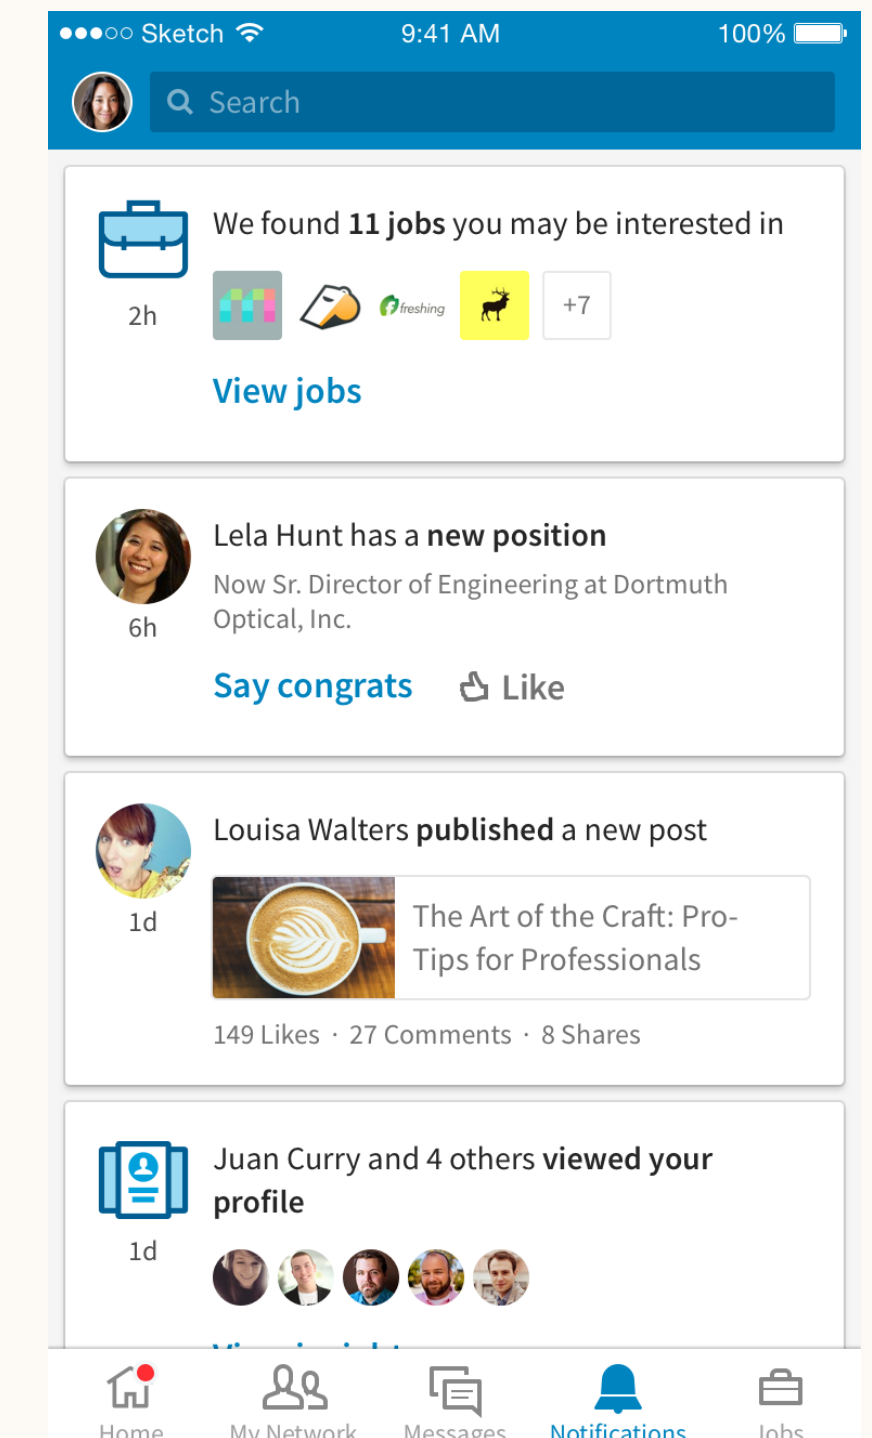 Sketch 9:41 AM 100%
Search
We found 11 jobs you may be interested in
freshing
+7
2h
View jobs
Lela Hunt has a new position
Now Sr. Director of Engineering at Dortmuth
Optical, Inc.
6h
Say congrats Like
Louisa Walters published a new post
1d
The Art of the Craft: Pro-
Tips for Professionals
149 Likes · 27 Comments · 8 Shares
Juan Curry and 4 others viewed your
profile
1d
Home My Network Messages Notifications Jobs